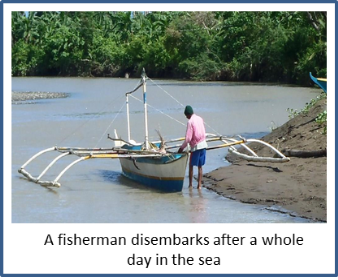 A fisherman disembarks after a whole
day in the sea